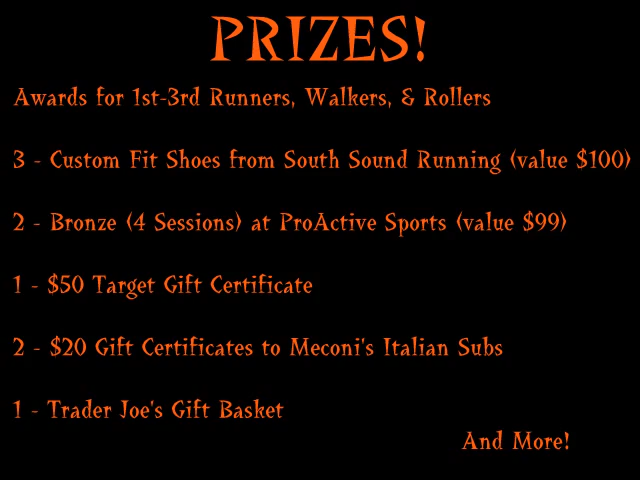 PRIZES!
Awards for 1st-3rd Runners, Walkers, & Rollers
3 - Custom Fit Shoes from South Sound Running (value $100)
2 - Bronze (4 Sessions) at ProActive Sports (value $99)
1 - $50 Target Gift Certificate
2 - $20 Gift Certificates to Meconi's Italian Subs
1 - Trader Joe's Gift Basket
And More!